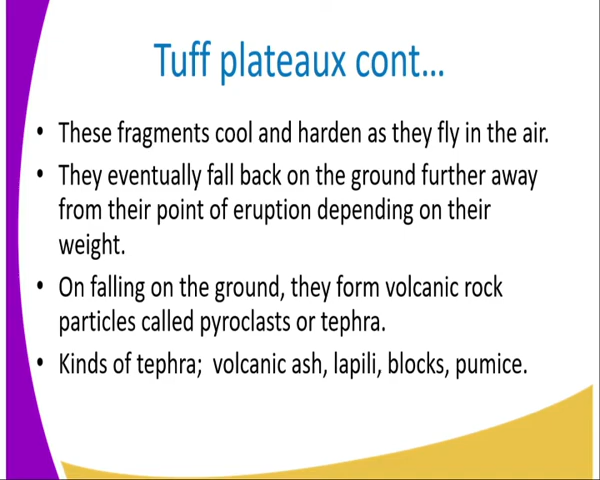 Tuff plateaux cont...
• These fragments cool and harden as they fly in the air.
• They eventually fall back on the ground further away
from their point of eruption depending on their
weight.
• On falling on the ground, they form volcanic rock
particles called pyroclasts or tephra.
• Kinds of tephra;  volcanic ash, lapili, blocks, pumice.